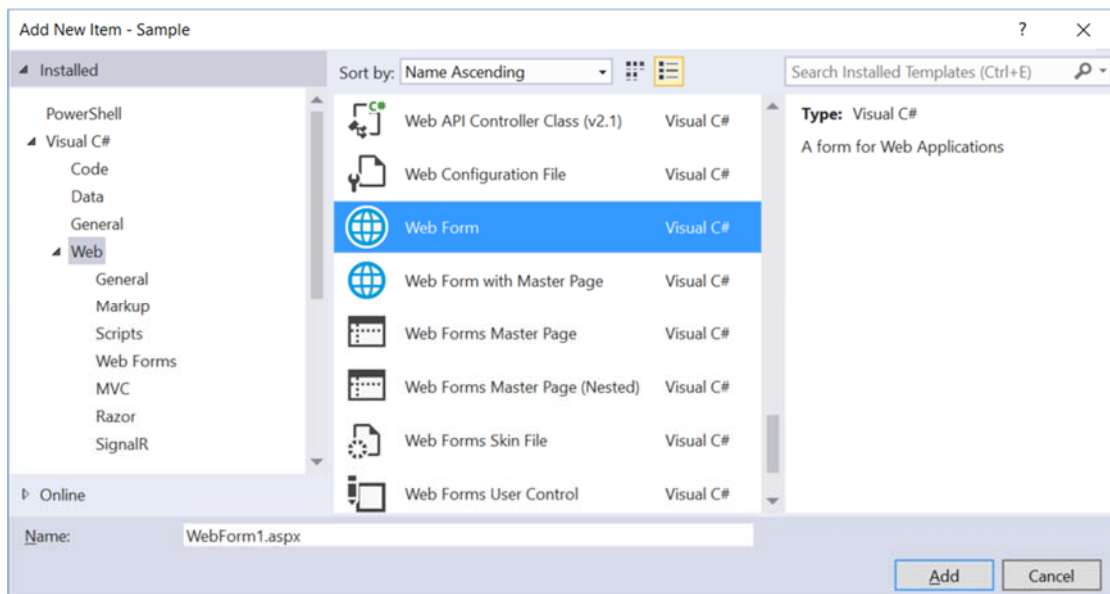 Add New Item - Sample
?
Installed
Sort by: Name Ascending
Search Installed Templates (Ctrl+E)
PowerShell
Visual C#
Code
Data
General
Web
General
Markup
Scripts
Web Forms
MVC
Razor
SignalR
Online
C#
Web API Controller Class (v2.1) Visual C#
Web Configuration File Visual C#
Web Form Visual C#
Web Form with Master Page Visual C#
Web Forms Master Page Visual C#
Web Forms Master Page (Nested) Visual C#
Web Forms Skin File Visual C#
Web Forms User Control Visual C#
Type: Visual C#
A form for Web Applications
Name: WebForm1.aspx
Add Cancel